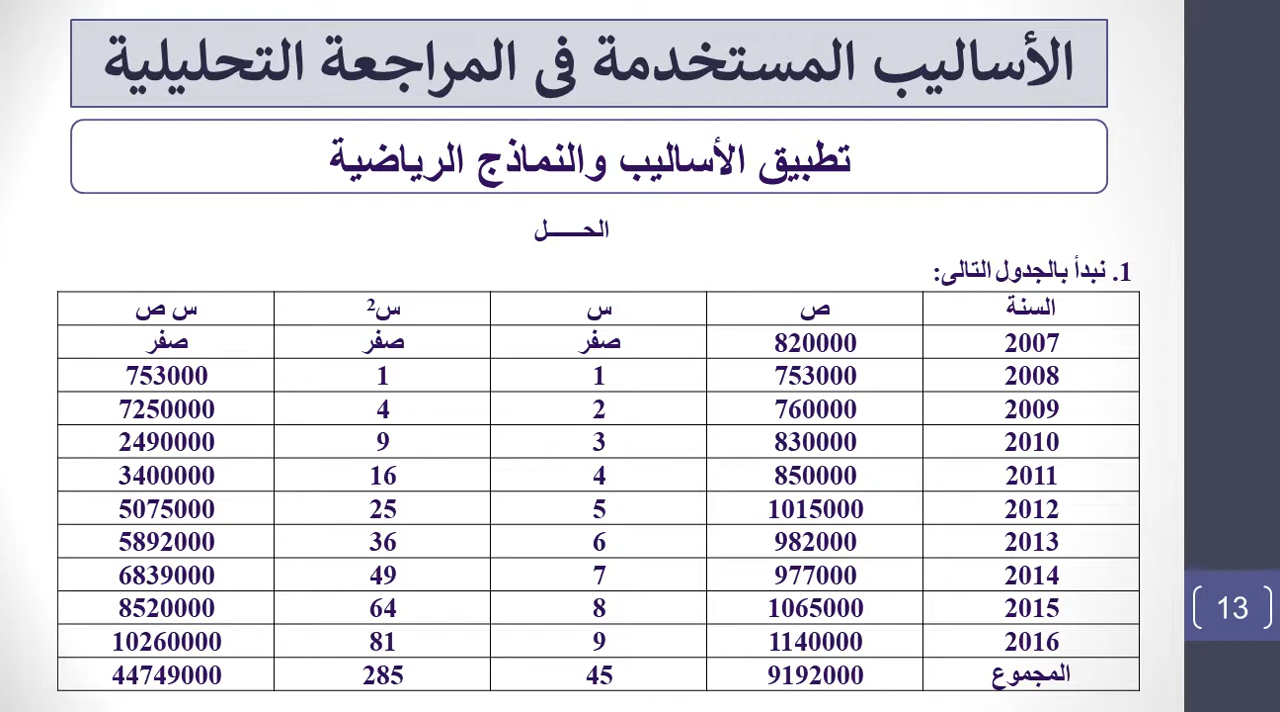 الأساليب المستخدمة فى المراجعة التحليلية
تطبيق الأساليب والنماذج الرياضية
الحـــــل
1. نبدأ بالجدول التالى:
السنة ص س س2 س ص
2007 820000 صفر صفر صفر
2008 753000 1 1 753000
2009 760000 2 4 7250000
2010 830000 3 9 2490000
2011 850000 4 16 3400000
2012 1015000 5 25 5075000
2013 982000 6 36 5892000
2014 977000 7 49 6839000
2015 1065000 8 64 8520000
2016 1140000 9 81 10260000
المجموع 9192000 45 285 44749000
13